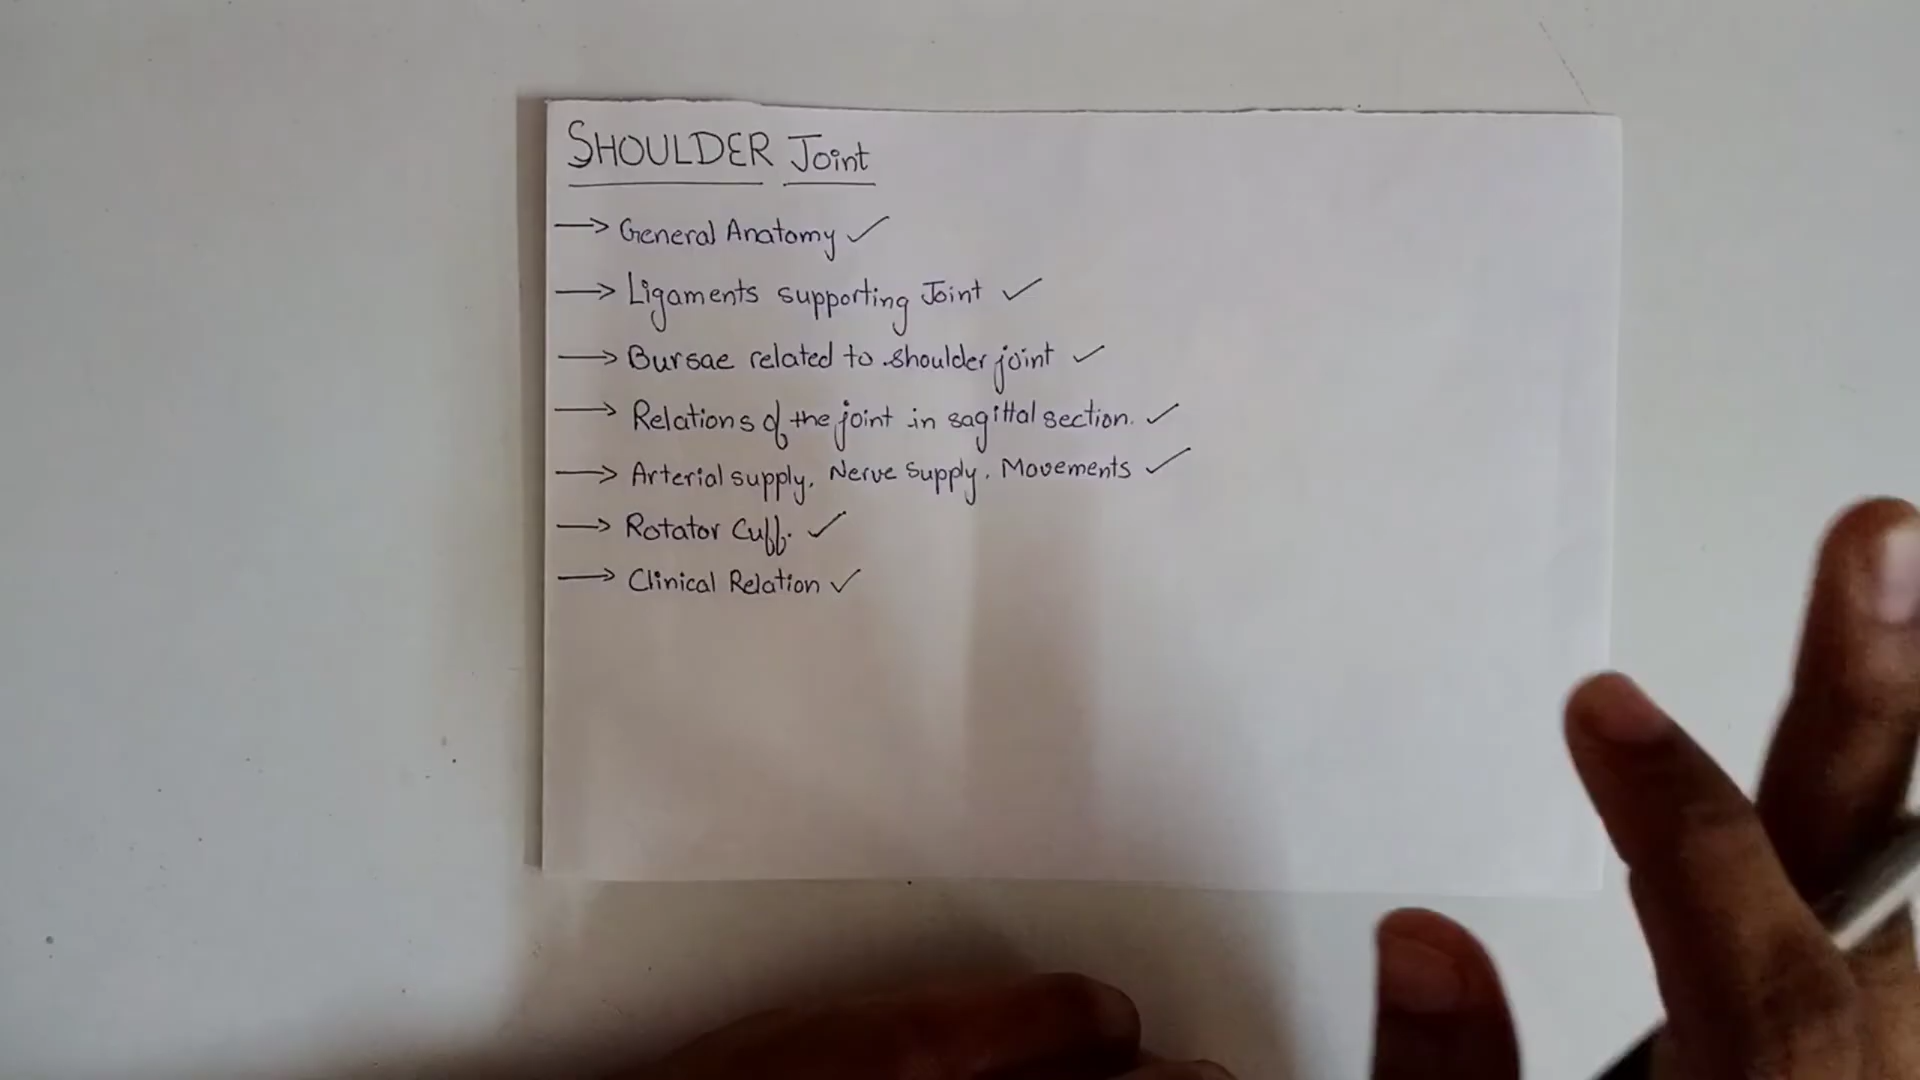 SHOULDER Joint
→ General Anatomy ✓
→ Ligaments supporting Joint ✓
→ Bursae related to shoulder joint ✓
→ Relations of the joint in sagittal section. ✓
→ Arterial supply, Nerve Supply, Movements ✓
→ Rotator Cuff. ✓
→ Clinical Relation ✓